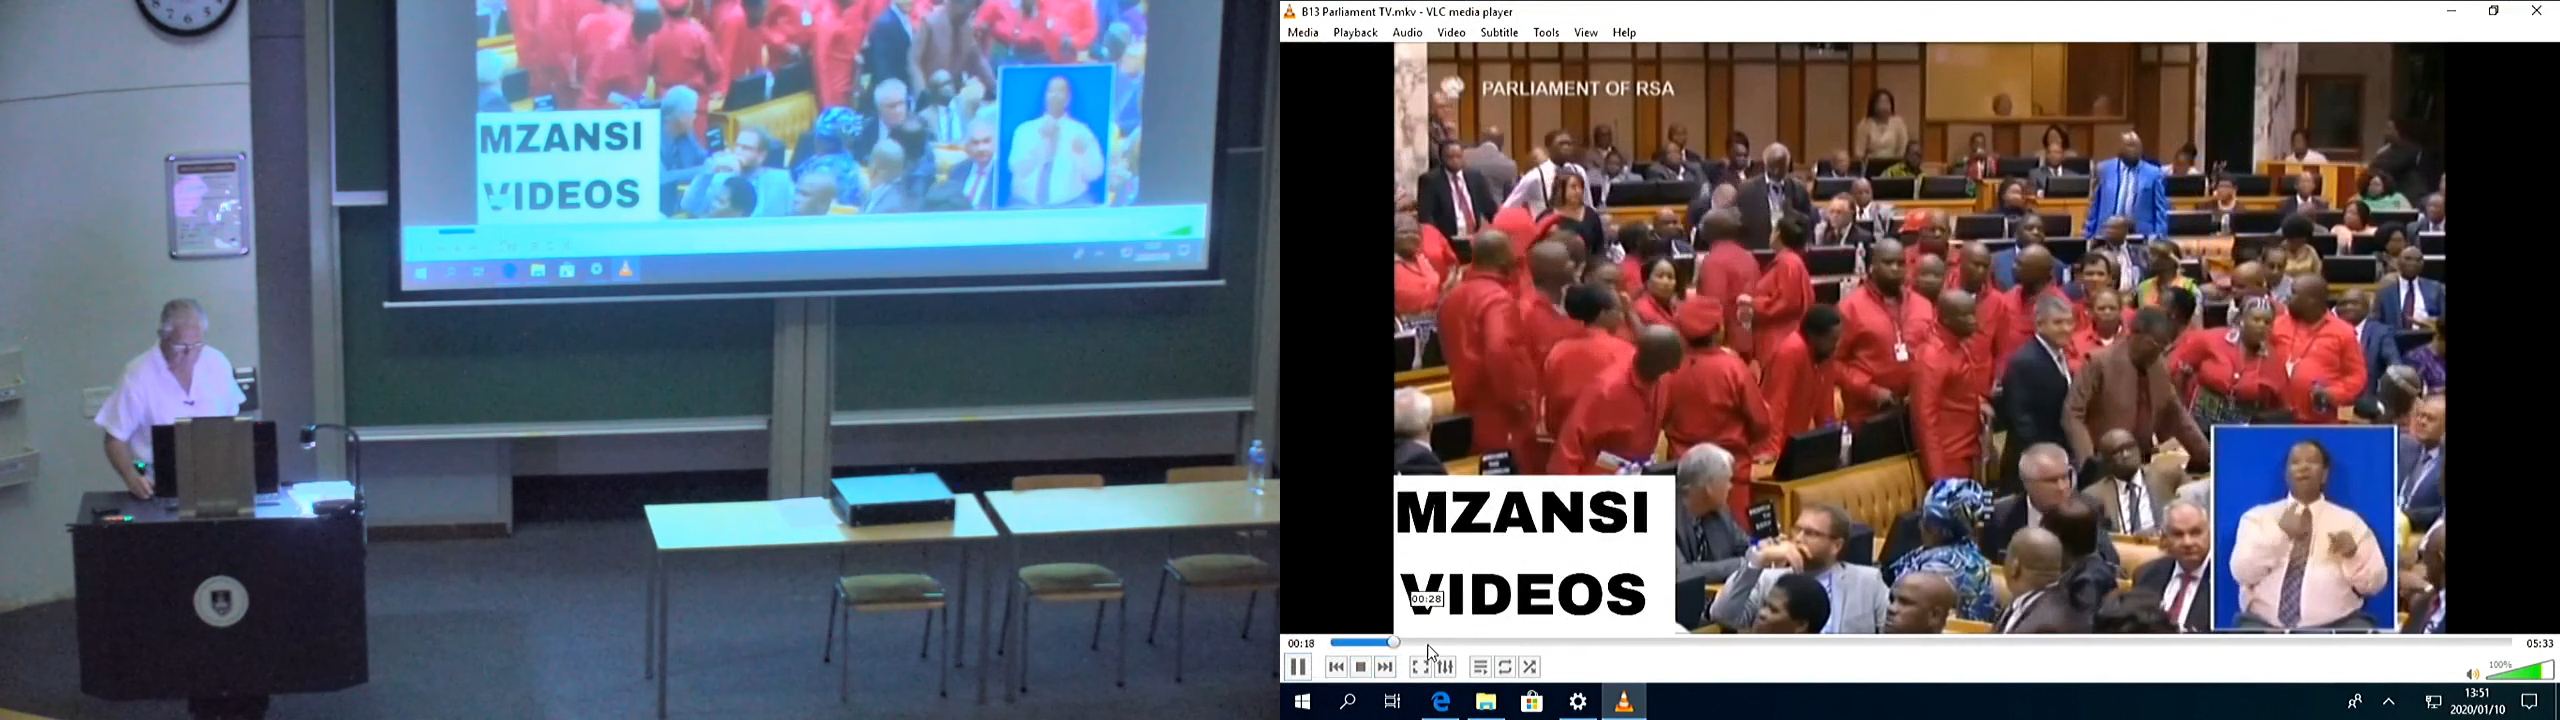 MZANSI
VIDEOS
B13 Parliament TV.mkv - VLC media player
Media Playback Audio Video Subtitle Tools View Help
PARLIAMENT OF RSA
MZANSI
VIDEOS
00:28
00:18
05:33
100%
13:51
2020/01/10